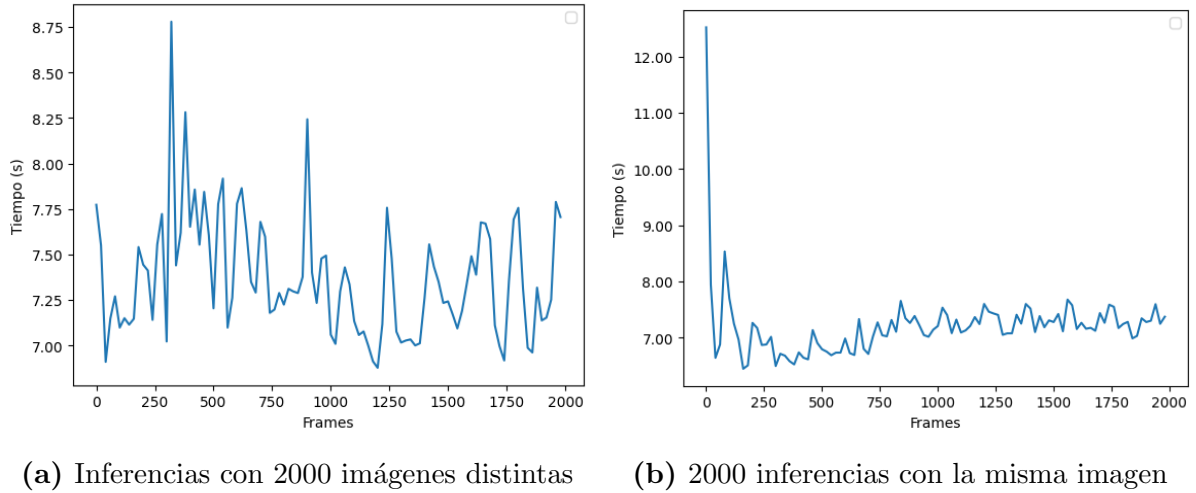 8.75
8.50
8.25
8.00
7.75
7.50
7.25
7.00
Tiempo (s)
0 250 500 750 1000 1250 1500 1750 2000
Frames
12.00
11.00
10.00
9.00
8.00
7.00
Tiempo (s)
0 250 500 750 1000 1250 1500 1750 2000
Frames
(a) Inferencias con 2000 imágenes distintas
(b) 2000 inferencias con la misma imagen